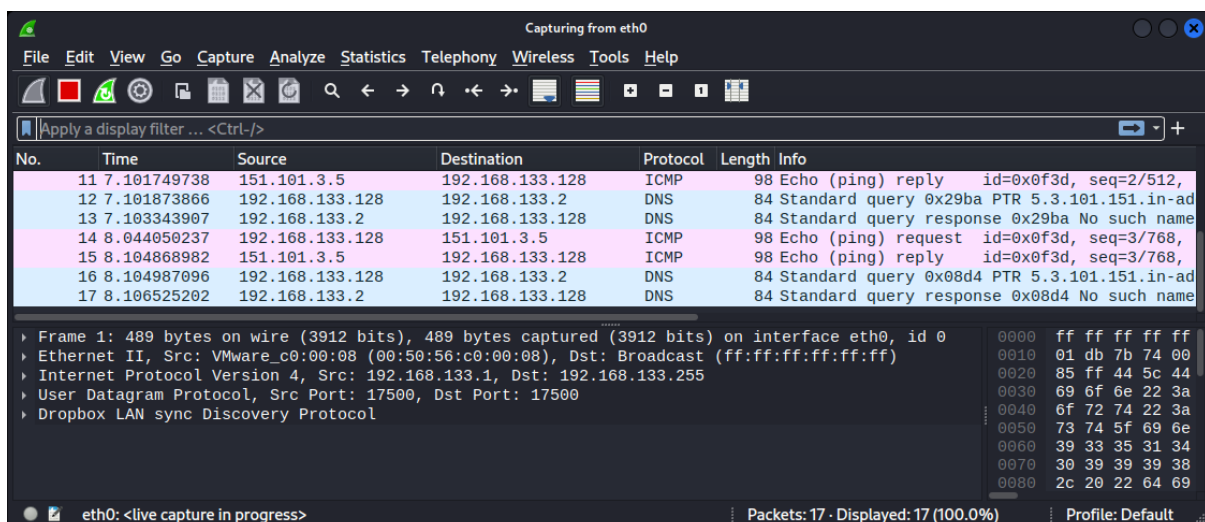 Capturing from eth0
File Edit View Go Capture Analyze Statistics Telephony Wireless Tools Help
Apply a display filter ... <Ctrl-/>
No. Time Source Destination Protocol Length Info
11 7.101749738 151.101.3.5 192.168.133.128 ICMP 98 Echo (ping) reply id=0x0f3d, seq=2/512,
12 7.101873866 192.168.133.128 192.168.133.2 DNS 84 Standard query 0x29ba PTR 5.3.101.151.in-ad
13 7.103343907 192.168.133.2 192.168.133.128 DNS 84 Standard query response 0x29ba No such name
14 8.044050237 192.168.133.128 151.101.3.5 ICMP 98 Echo (ping) request id=0x0f3d, seq=3/768,
15 8.104868982 151.101.3.5 192.168.133.128 ICMP 98 Echo (ping) reply id=0x0f3d, seq=3/768,
16 8.104987096 192.168.133.128 192.168.133.2 DNS 84 Standard query 0x08d4 PTR 5.3.101.151.in-ad
17 8.106525202 192.168.133.2 192.168.133.128 DNS 84 Standard query response 0x08d4 No such name
Frame 1: 489 bytes on wire (3912 bits), 489 bytes captured (3912 bits) on interface eth0, id 0
Ethernet II, Src: VMware_c0:00:08 (00:50:56:c0:00:08), Dst: Broadcast (ff:ff:ff:ff:ff:ff)
Internet Protocol Version 4, Src: 192.168.133.1, Dst: 192.168.133.255
User Datagram Protocol, Src Port: 17500, Dst Port: 17500
Dropbox LAN sync Discovery Protocol
0000 ff ff ff ff ff
0010 01 db 7b 74 00
0020 85 ff 44 5c 44
0030 69 6f 6e 22 3a
0040 6f 72 74 22 3a
0050 73 74 5f 69 6e
0060 39 33 35 31 34
0070 30 39 39 39 38
0080 2c 20 22 64 69
eth0: <live capture in progress> Packets: 17 · Displayed: 17 (100.0%) Profile: Default